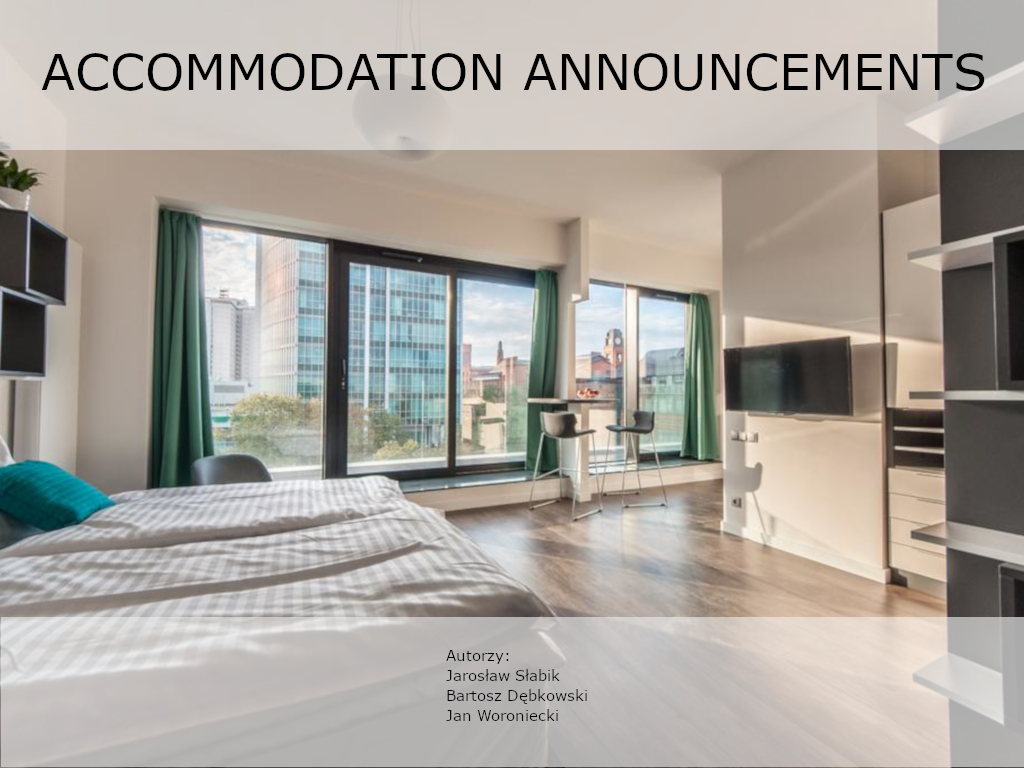 ACCOMMODATION ANNOUNCEMENTS
Autorzy:
Jarosław Słabik
Bartosz Dębkowski
Jan Woroniecki